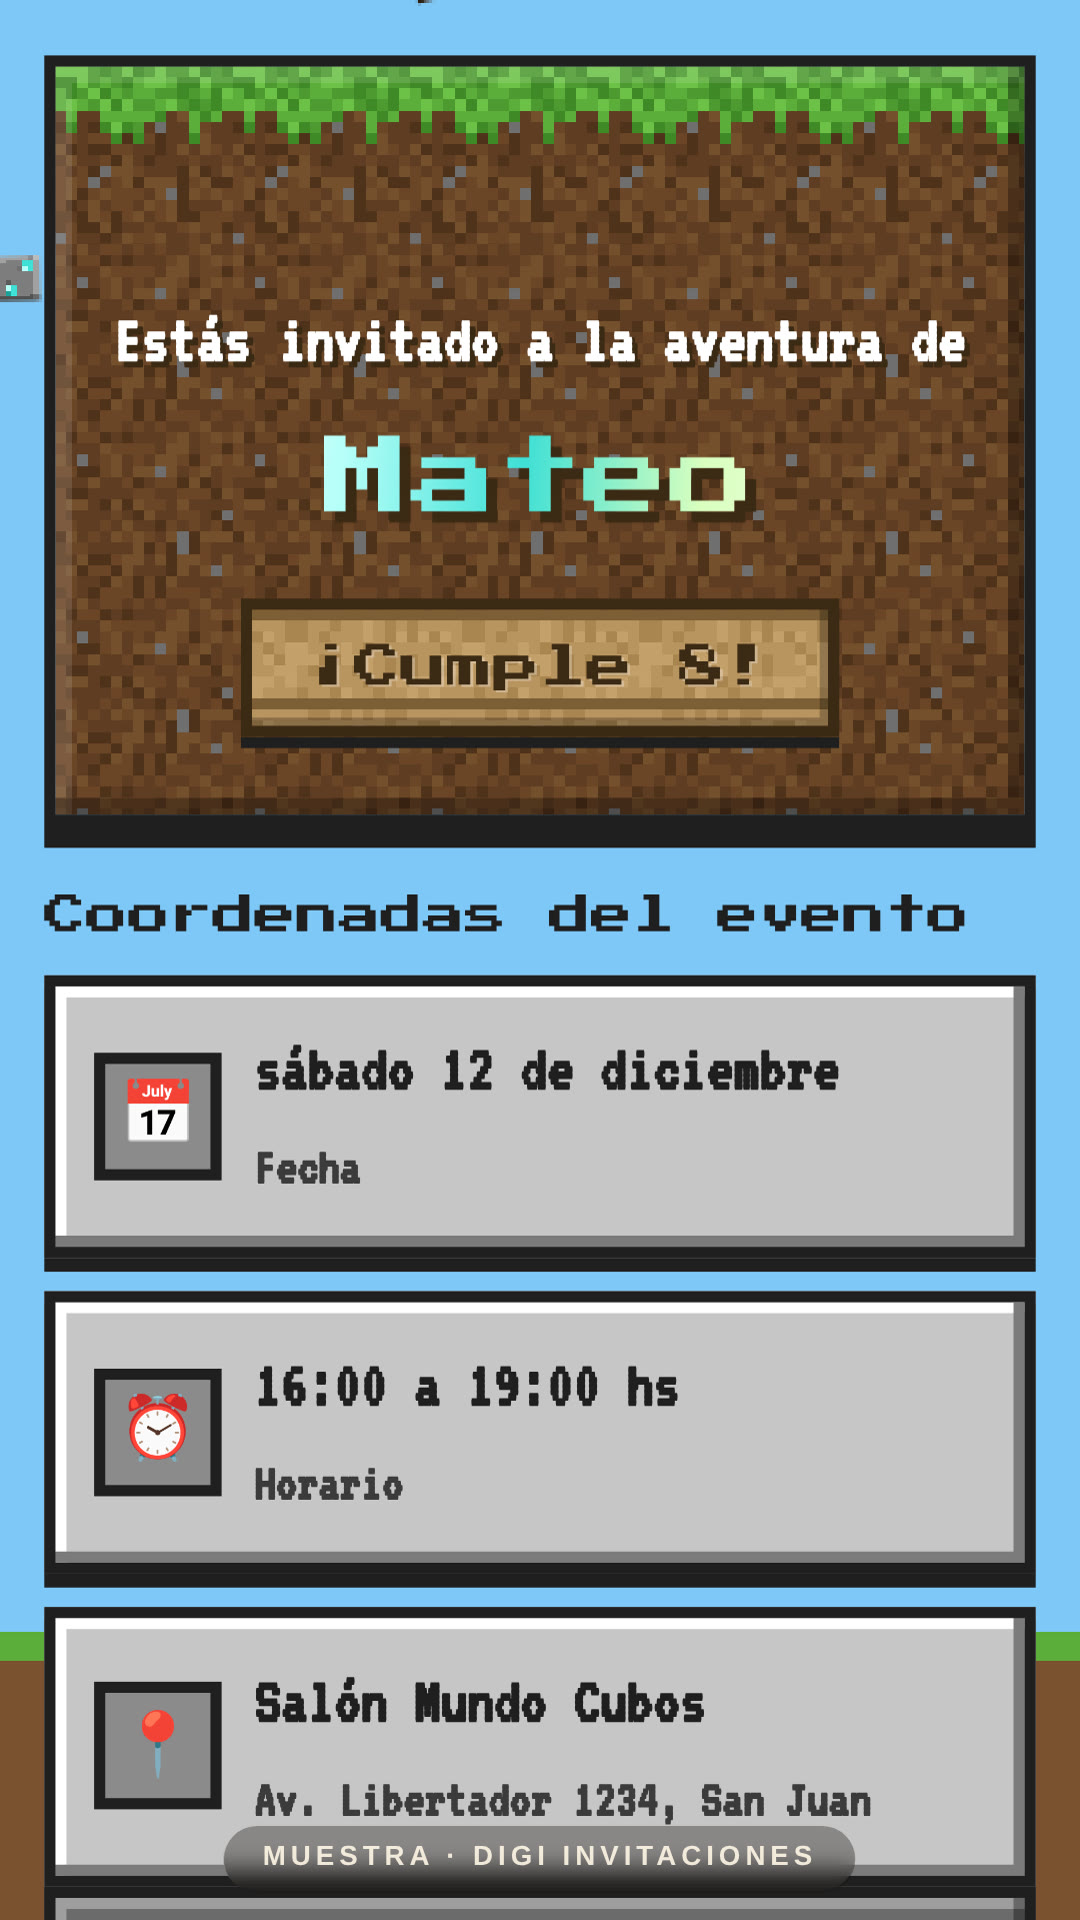 Estás invitado a la aventura de
Mateo
¡Cumple 8!
Coordenadas del evento
July
17
sábado 12 de diciembre
Fecha
16:00 a 19:00 hs
Horario
Salón Mundo Cubos
Av. Libertador 1234, San Juan
MUESTRA · DIGI INVITACIONES